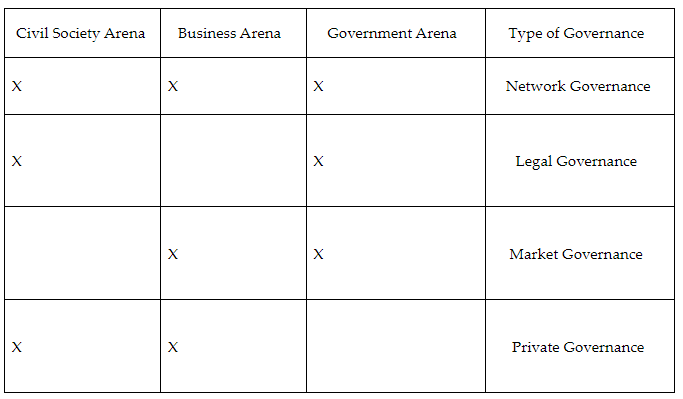 Civil Society Arena Business Arena Government Arena Type of Governance
X X X Network Governance
X X Legal Governance
X X Market Governance
X X Private Governance